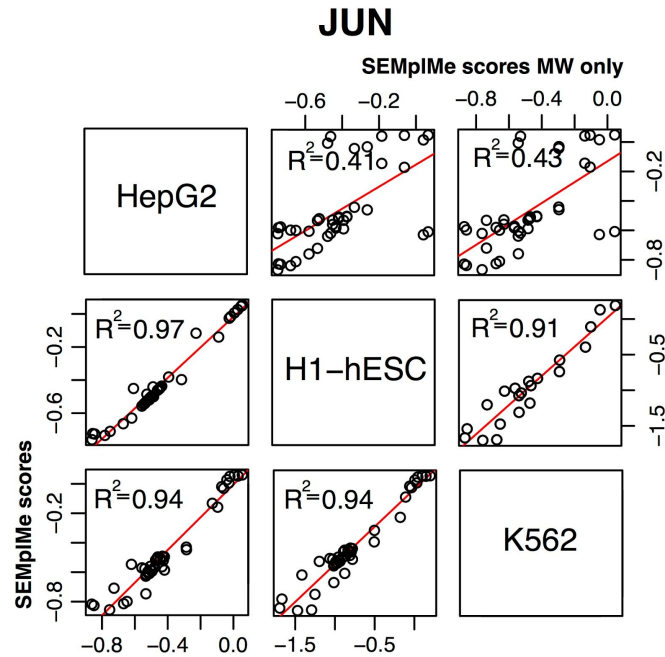 JUN
SEMplMe scores MW only
−0.6 −0.2 −0.8 −0.4 0.0
HepG2
R²=0.41
R²=0.43
−0.2
−0.8
R²=0.97
H1−hESC
R²=0.91
−0.2
−0.6
−0.5
−1.5
SEMplMe scores
R²=0.94
R²=0.94
K562
−0.2
−0.8
−0.8 −0.4 0.0 −1.5 −0.5